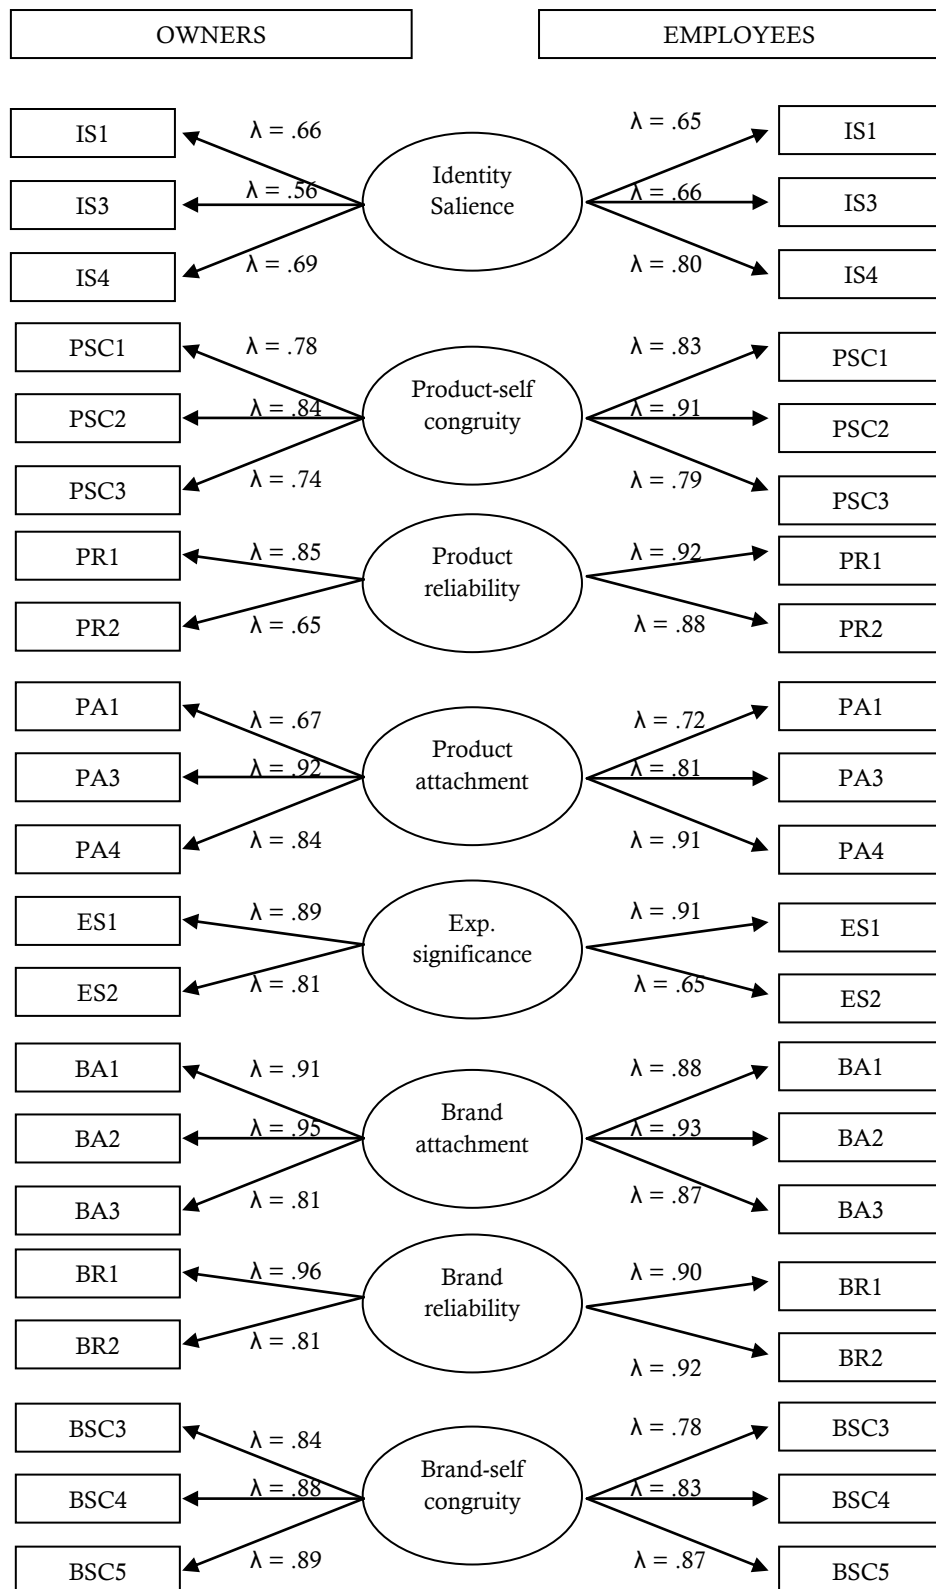 OWNERS
EMPLOYEES
IS1
λ = .66
λ = .65
IS1
Identity
Salience
IS3
λ = .56
λ = .66
IS3
IS4
λ = .69
λ = .80
IS4
PSC1
λ = .78
λ = .83
PSC1
Product-self
congruity
PSC2
λ = .84
λ = .91
PSC2
PSC3
λ = .74
λ = .79
PSC3
PR1
λ = .85
λ = .92
PR1
Product
reliability
PR2
λ = .65
λ = .88
PR2
PA1
λ = .67
λ = .72
PA1
Product
attachment
PA3
λ = .92
λ = .81
PA3
PA4
λ = .84
λ = .91
PA4
ES1
λ = .89
λ = .91
ES1
Exp.
significance
ES2
λ = .81
λ = .65
ES2
BA1
λ = .91
λ = .88
BA1
Brand
attachment
BA2
λ = .95
λ = .93
BA2
BA3
λ = .81
λ = .87
BA3
BR1
λ = .96
λ = .90
BR1
Brand
reliability
BR2
λ = .81
λ = .92
BR2
BSC3
λ = .84
λ = .78
BSC3
Brand-self
congruity
BSC4
λ = .88
λ = .83
BSC4
BSC5
λ = .89
λ = .87
BSC5